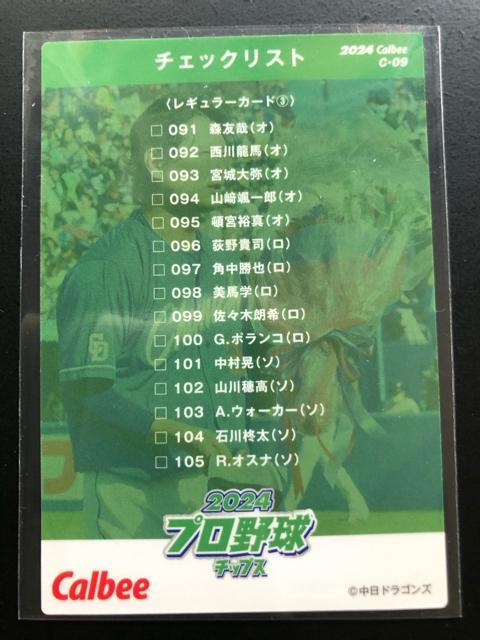 チェックリスト
2024 Calbee
C-09
〈レギュラーカード③〉
□ 091 森友哉(オ)
□ 092 西川龍馬(オ)
□ 093 宮城大弥(オ)
□ 094 山﨑颯一郎(オ)
□ 095 頓宮裕真(オ)
□ 096 荻野貴司(ロ)
□ 097 角中勝也(ロ)
□ 098 美馬学(ロ)
□ 099 佐々木朗希(ロ)
□ 100 G.ポランコ(ロ)
□ 101 中村晃(ソ)
□ 102 山川穂高(ソ)
□ 103 A.ウォーカー(ソ)
□ 104 石川柊太(ソ)
□ 105 R.オスナ(ソ)
2024
プロ野球
チップス
Calbee
©中日ドラゴンズ